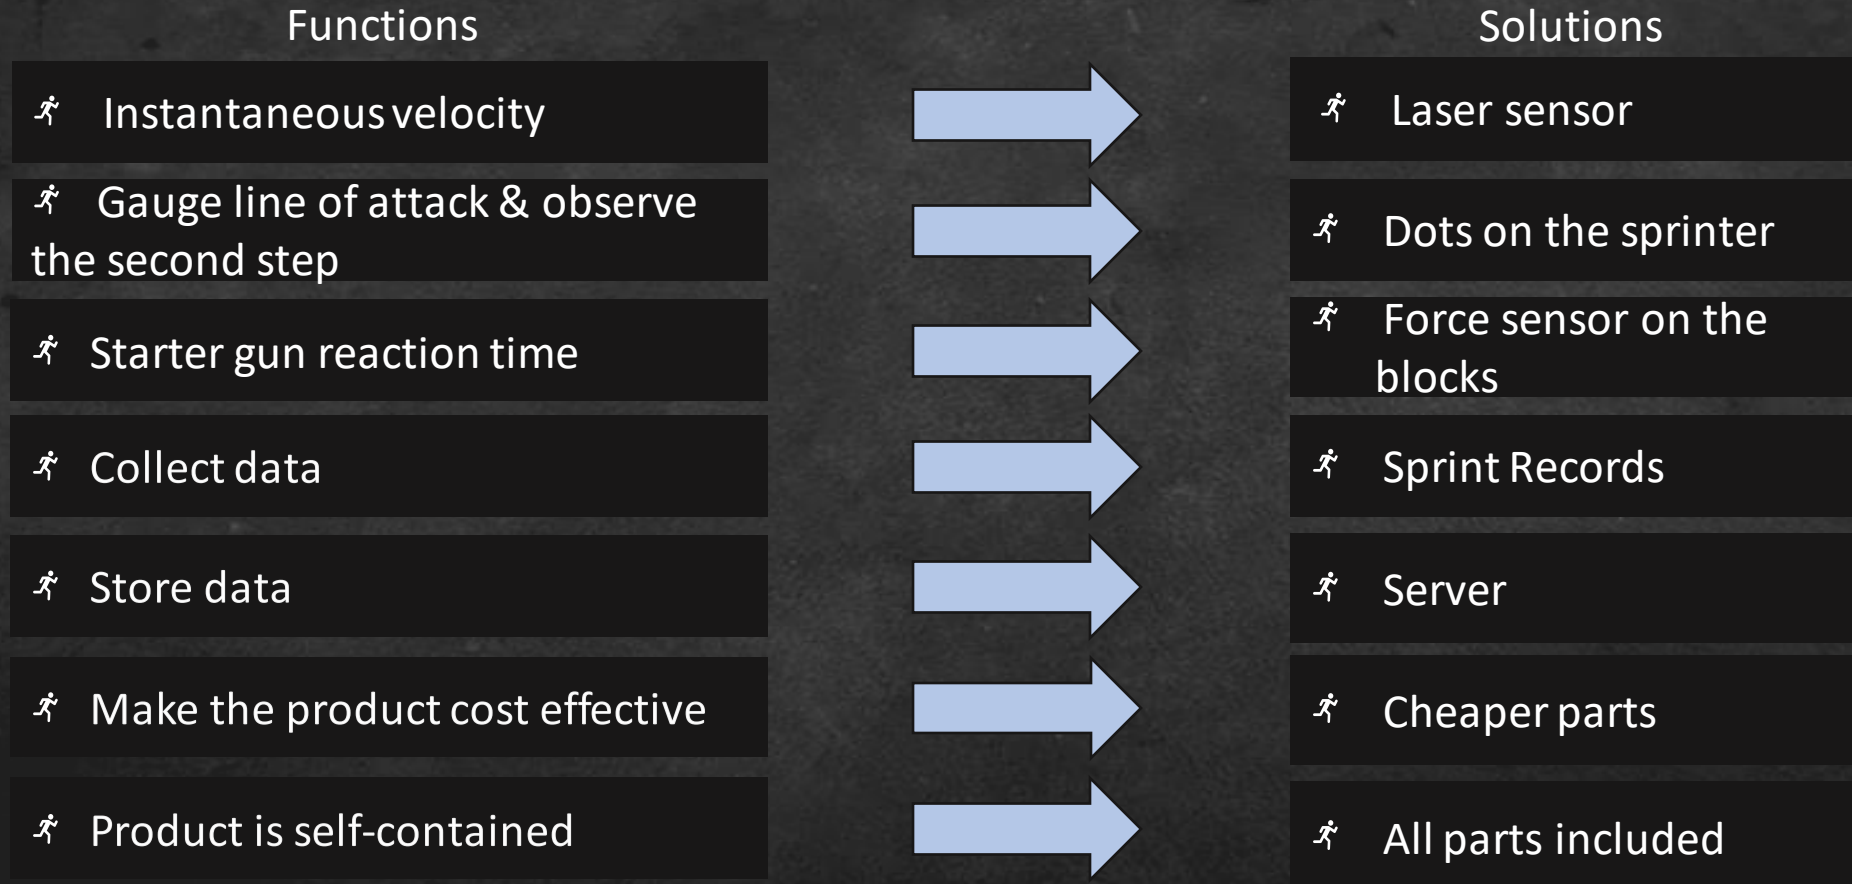 Functions
Solutions
Instantaneous velocity
Laser sensor
Gauge line of attack & observe
the second step
Dots on the sprinter
Starter gun reaction time
Force sensor on the
blocks
Collect data
Sprint Records
Store data
Server
Make the product cost effective
Cheaper parts
Product is self-contained
All parts included